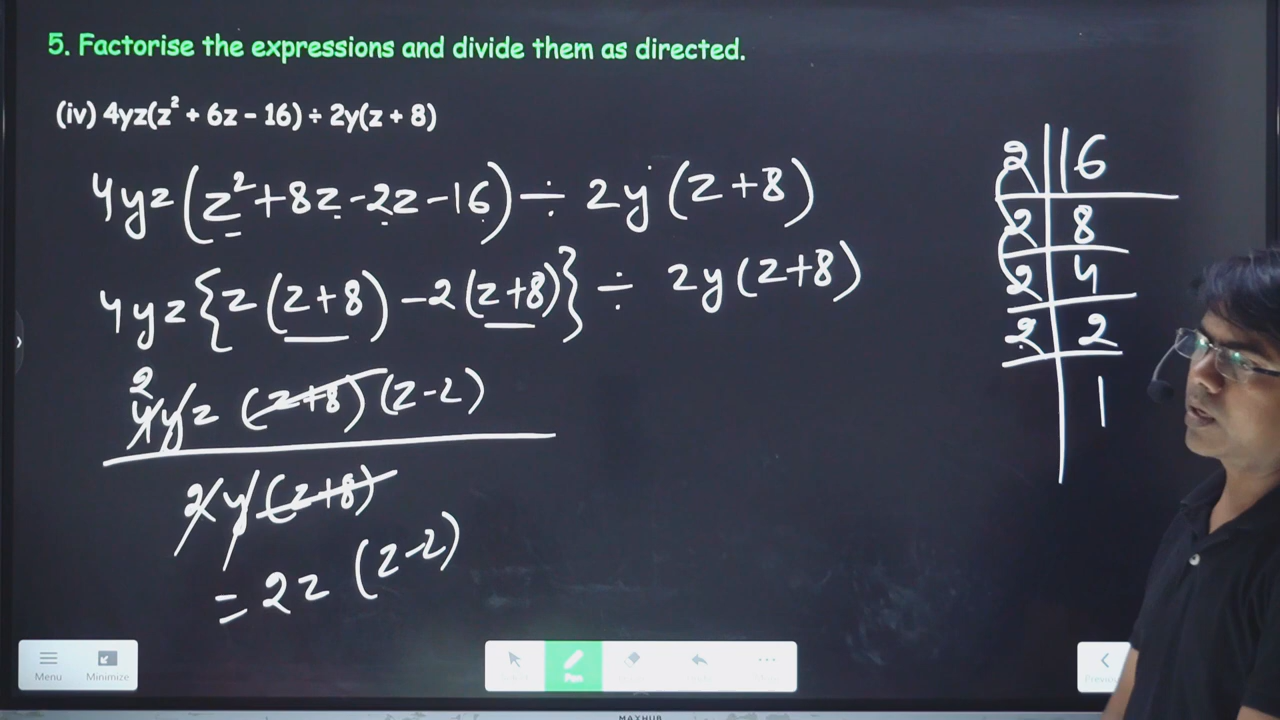 5. Factorise the expressions and divide them as directed.
(iv) 4yz(z² + 6z - 16) ÷ 2y(z + 8)
4yz(z²+8z-2z-16) ÷ 2y(z+8)
4yz{z(z+8)-2(z+8)} ÷ 2y(z+8)
2
4yz (z+8)(z-2)
2y(z+8)
= 2z (z-2)
2 16
2 8
2 4
2 2
1
Menu
Minimize
Pen
MAXHUB